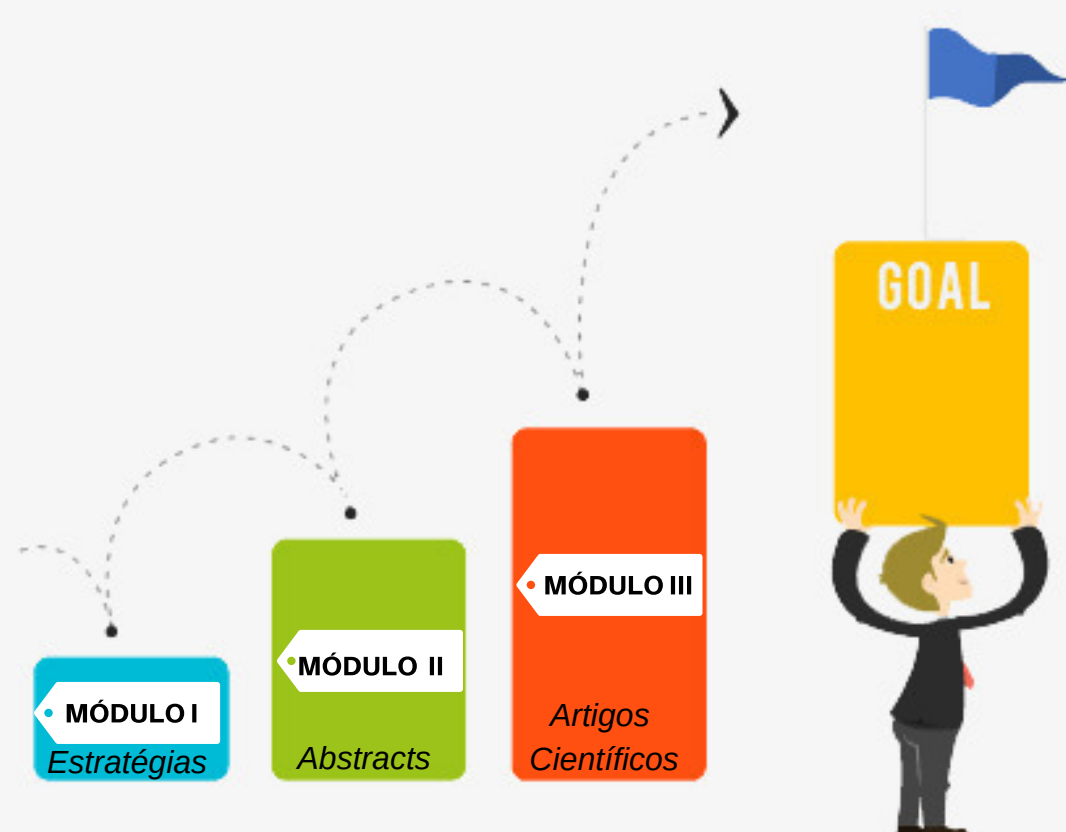 GOAL
MÓDULO III
MÓDULO II
MÓDULO I
Artigos
Científicos
Abstracts
Estratégias